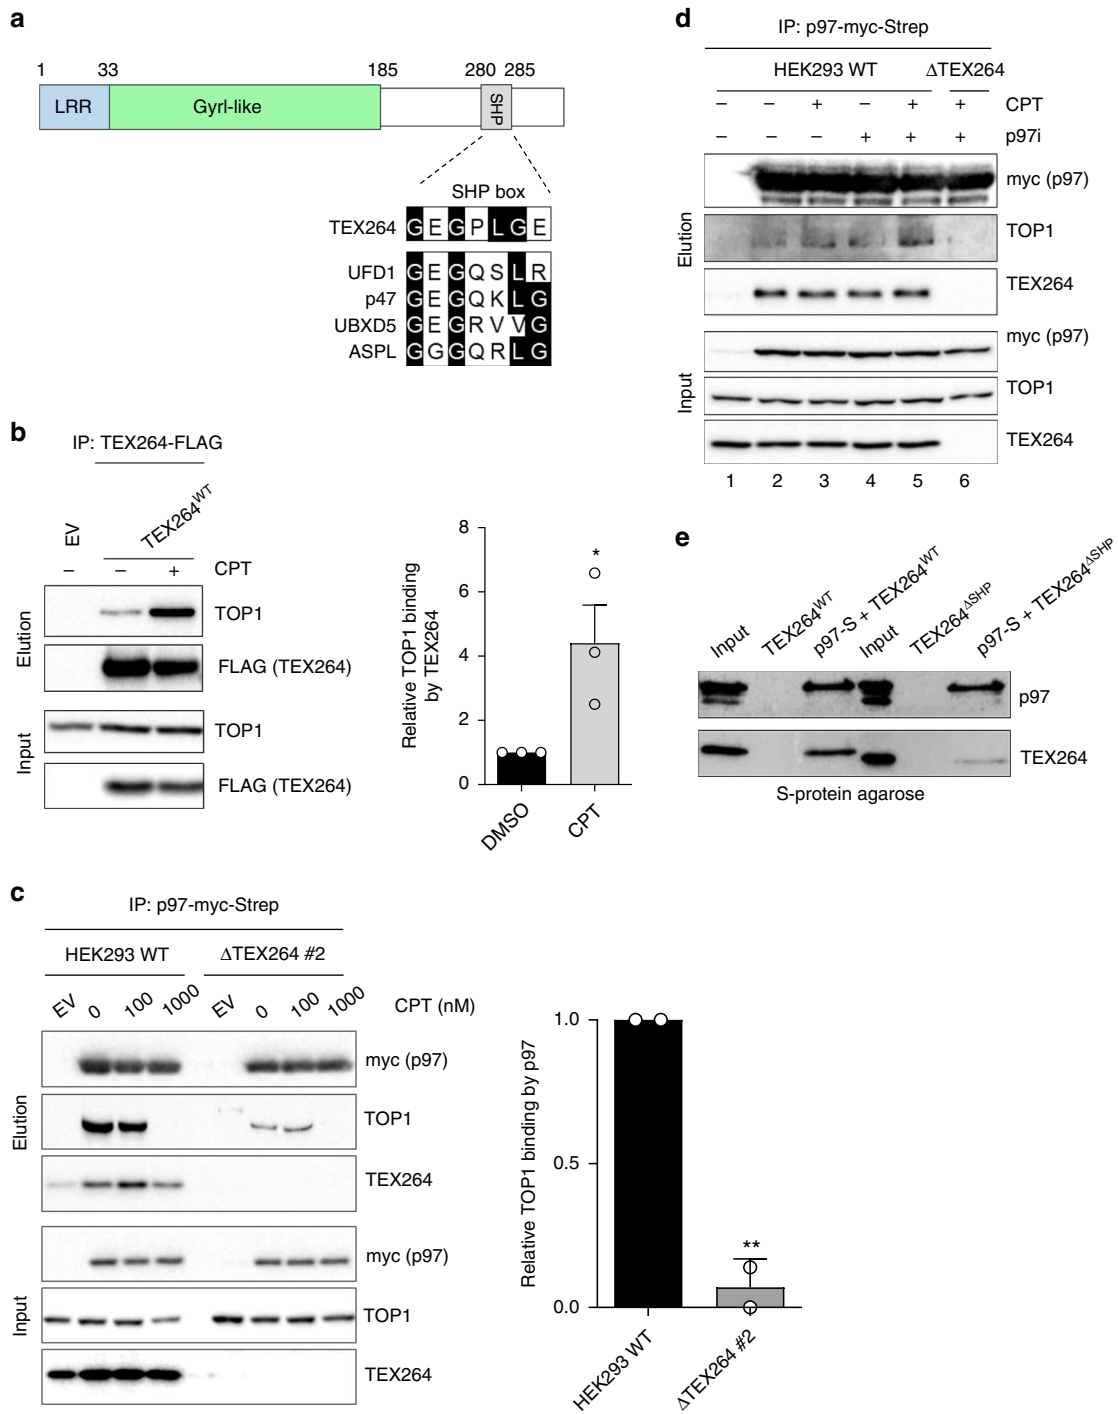 a
1 33 185 280 285
LRR Gyrl-like SHP
SHP box
TEX264 G E G P L G E
UFD1 G E G Q S L R
p47 G E G Q K L G
UBXD5 G E G R V V G
ASPL G G G Q R L G
b
IP: TEX264-FLAG
EV TEX264WT
– – + CPT
Elution
TOP1
FLAG (TEX264)
Input
TOP1
FLAG (TEX264)
Relative TOP1 binding
by TEX264
8
6
4
2
0
*
DMSO CPT
c
IP: p97-myc-Strep
HEK293 WT ΔTEX264 #2
EV 0 100 1000 EV 0 100 1000 CPT (nM)
Elution
myc (p97)
TOP1
TEX264
Input
myc (p97)
TOP1
TEX264
Relative TOP1 binding by p97
1.0
0.5
0.0
**
HEK293 WT ΔTEX264 #2
d
IP: p97-myc-Strep
HEK293 WT ΔTEX264
– – + – + + CPT
– – – + + + p97i
Elution
myc (p97)
TOP1
TEX264
Input
myc (p97)
TOP1
TEX264
1 2 3 4 5 6
e
Input TEX264WT p97-S + TEX264WT Input TEX264ΔSHP p97-S + TEX264ΔSHP
p97
TEX264
S-protein agarose